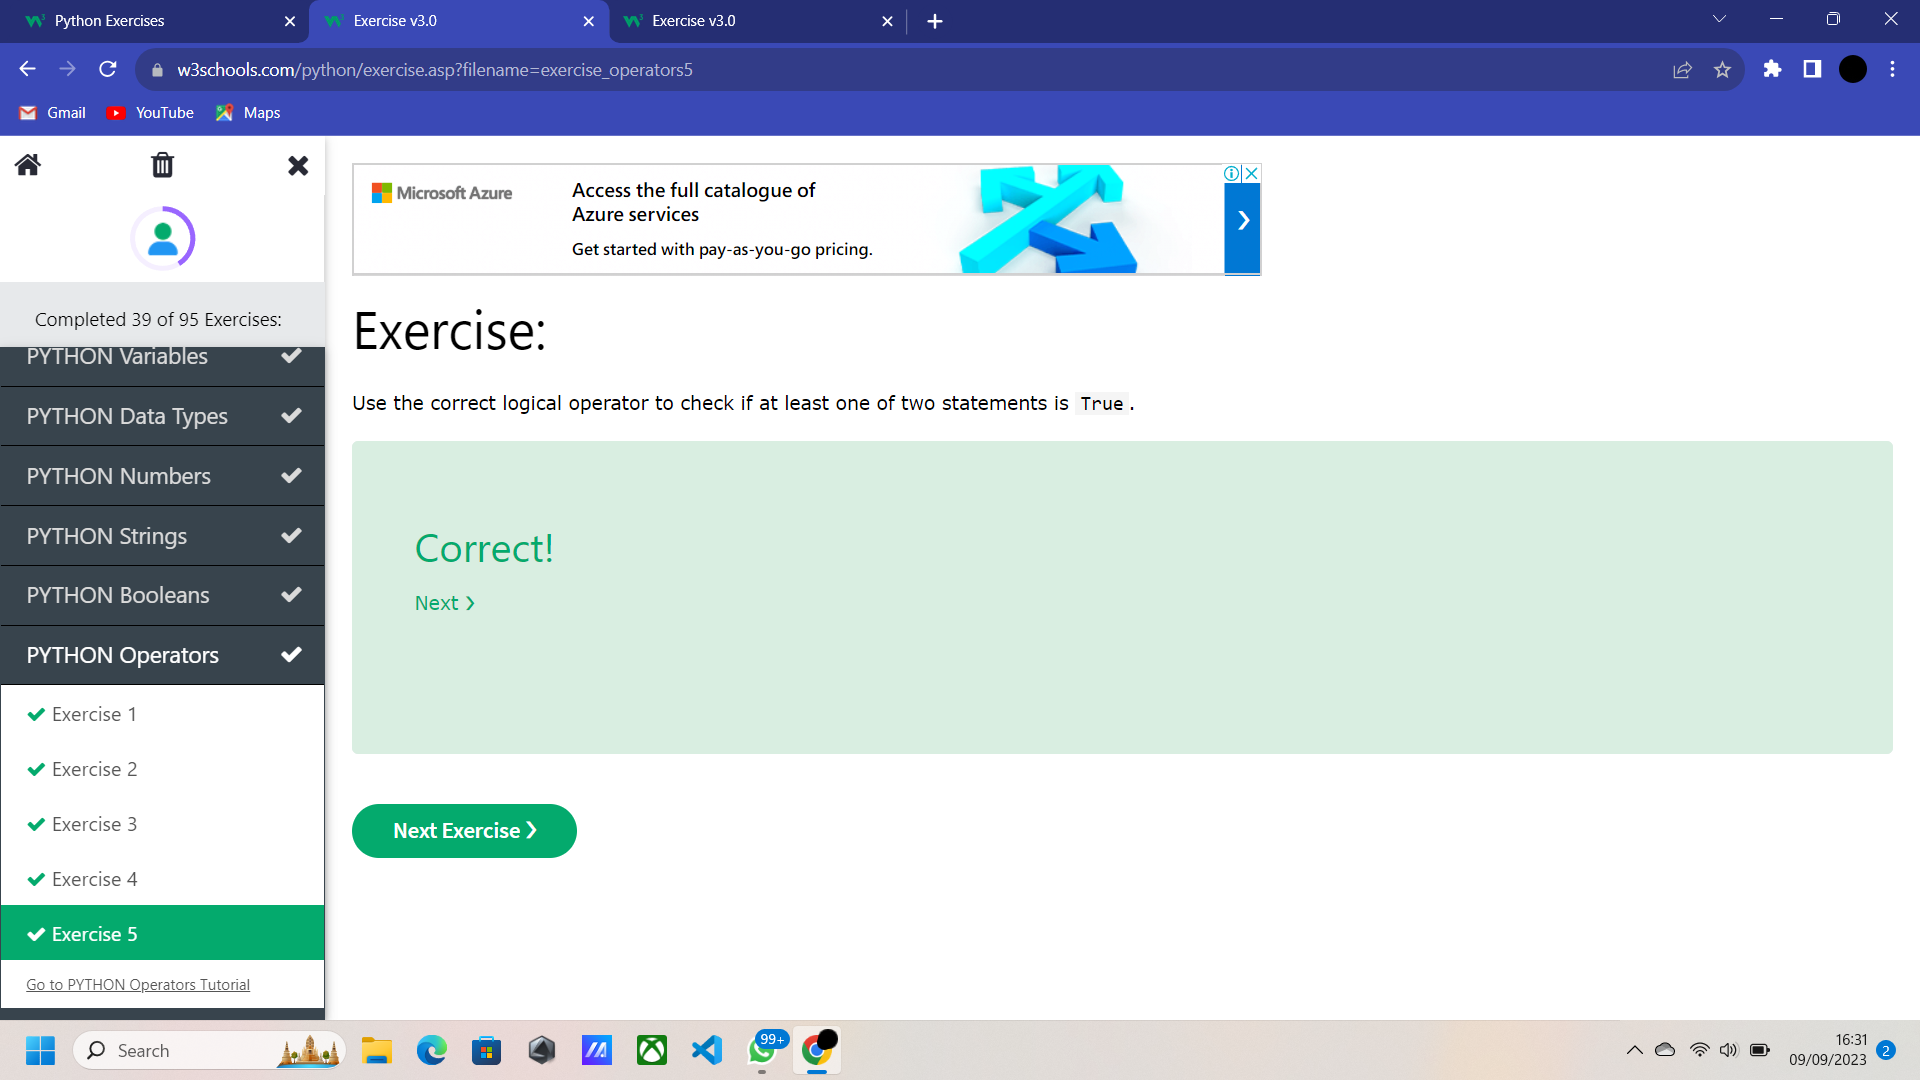 Python Exercises
Exercise v3.0
Exercise v3.0
w3schools.com/python/exercise.asp?filename=exercise_operators5
Gmail
YouTube
Maps
Completed 39 of 95 Exercises:
PYTHON Variables
PYTHON Data Types
PYTHON Numbers
PYTHON Strings
PYTHON Booleans
PYTHON Operators
Exercise 1
Exercise 2
Exercise 3
Exercise 4
Exercise 5
Go to PYTHON Operators Tutorial
Microsoft Azure
Access the full catalogue of
Azure services
Get started with pay-as-you-go pricing.
Exercise:
Use the correct logical operator to check if at least one of two statements is True.
Correct!
Next ❯
Next Exercise ❯
Search
99+
16:31
09/09/2023
2